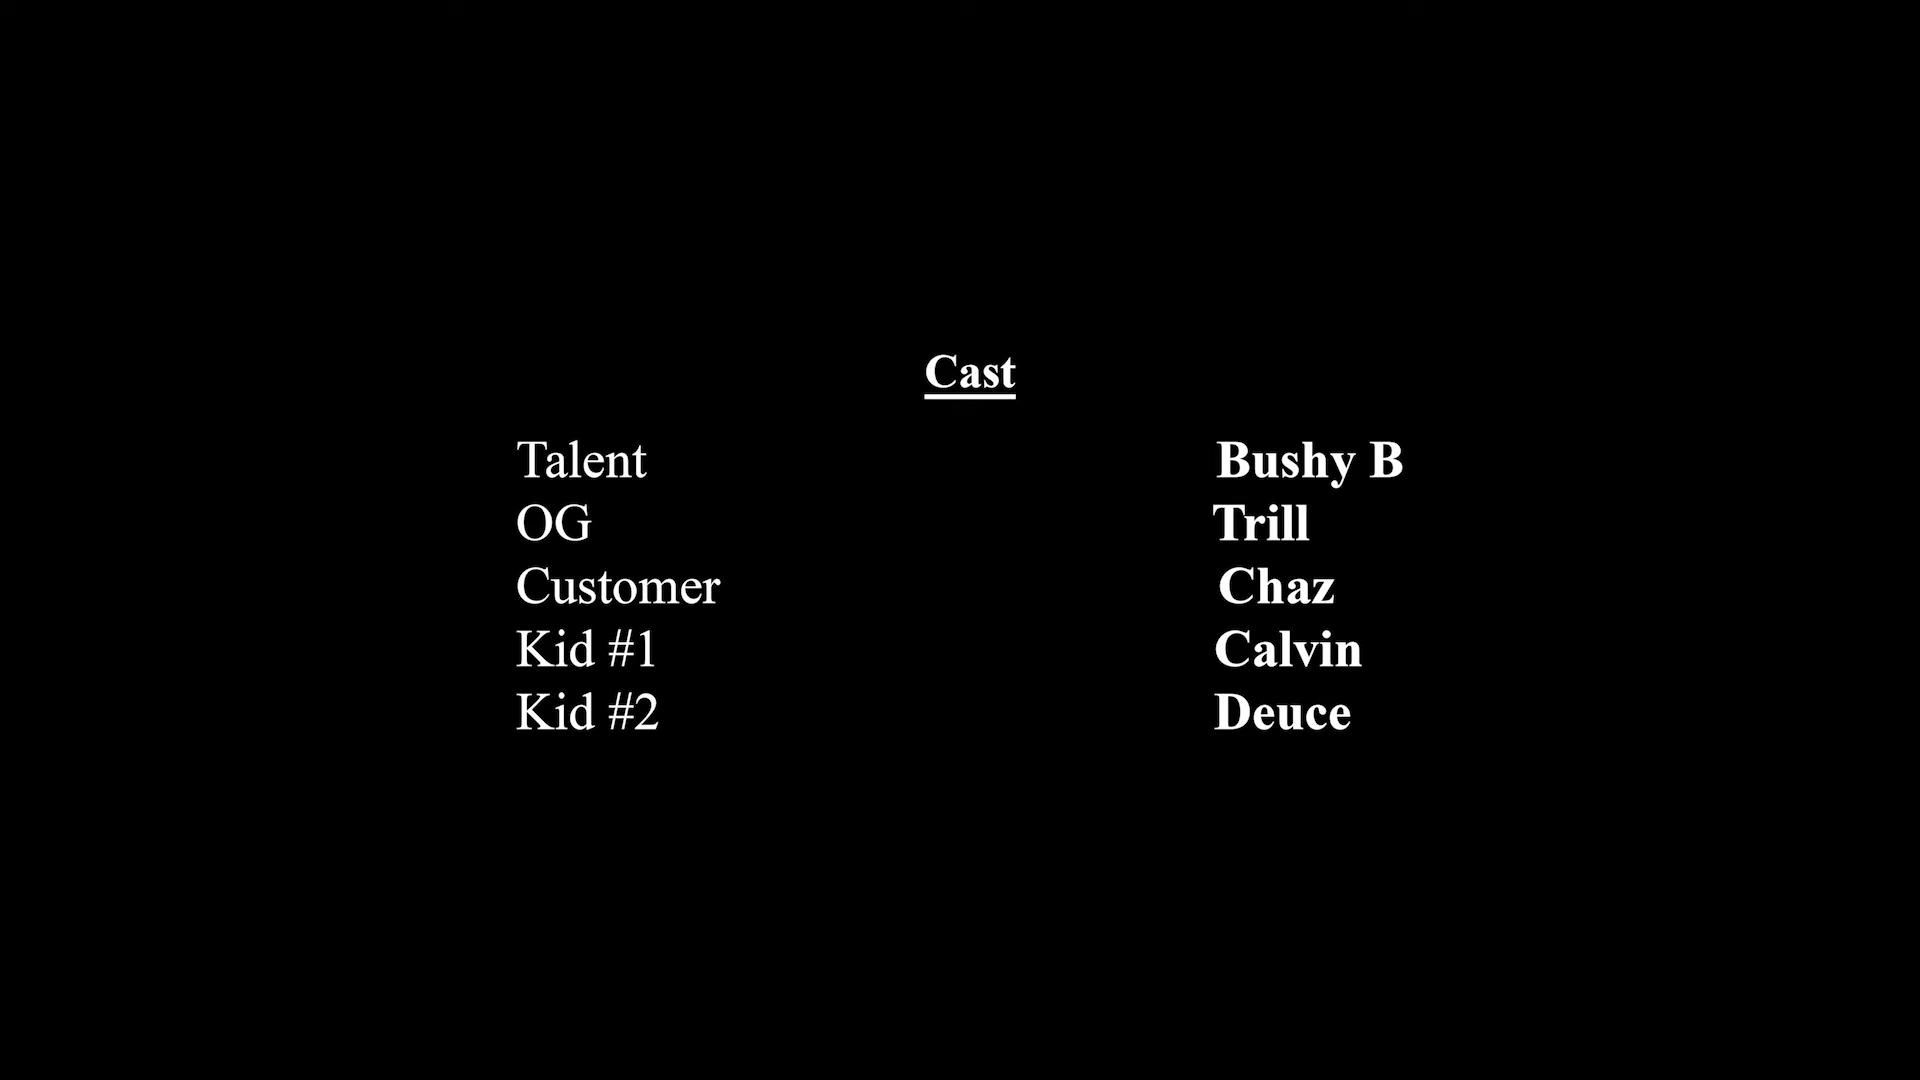 Cast
Talent Bushy B
OG Trill
Customer Chaz
Kid #1 Calvin
Kid #2 Deuce